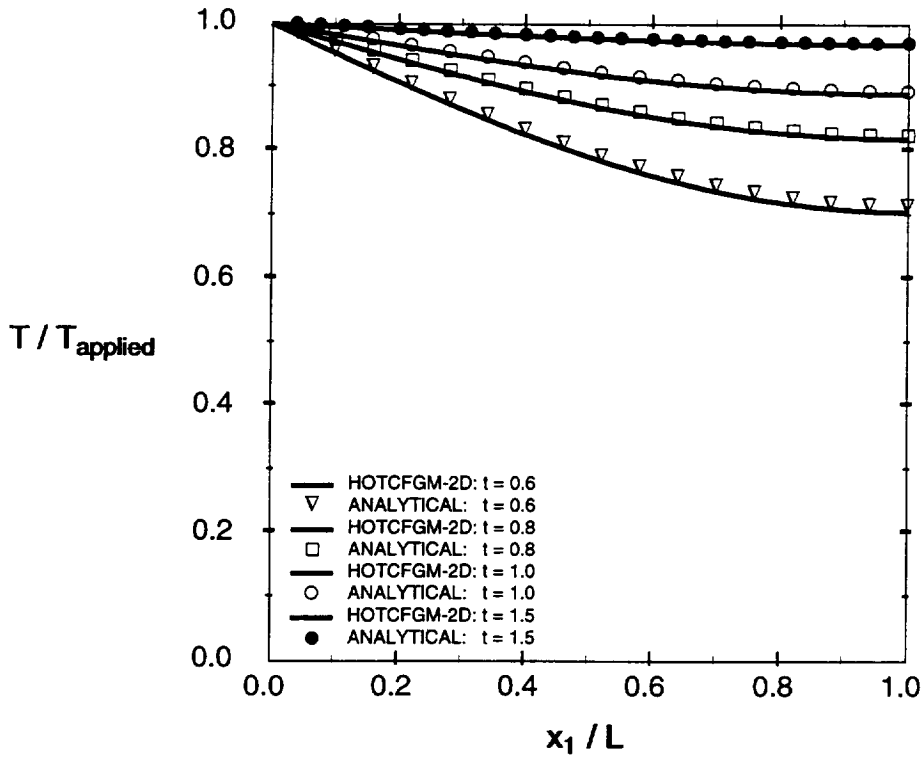 1.0
0.8
0.6
T / Tapplied
0.4
HOTCFGM-2D: t = 0.6
ANALYTICAL: t = 0.6
HOTCFGM-2D: t = 0.8
ANALYTICAL: t = 0.8
HOTCFGM-2D: t = 1.0
ANALYTICAL: t = 1.0
HOTCFGM-2D: t = 1.5
ANALYTICAL: t = 1.5
0.2
0.0
0.0 0.2 0.4 0.6 0.8 1.0
x1 / L